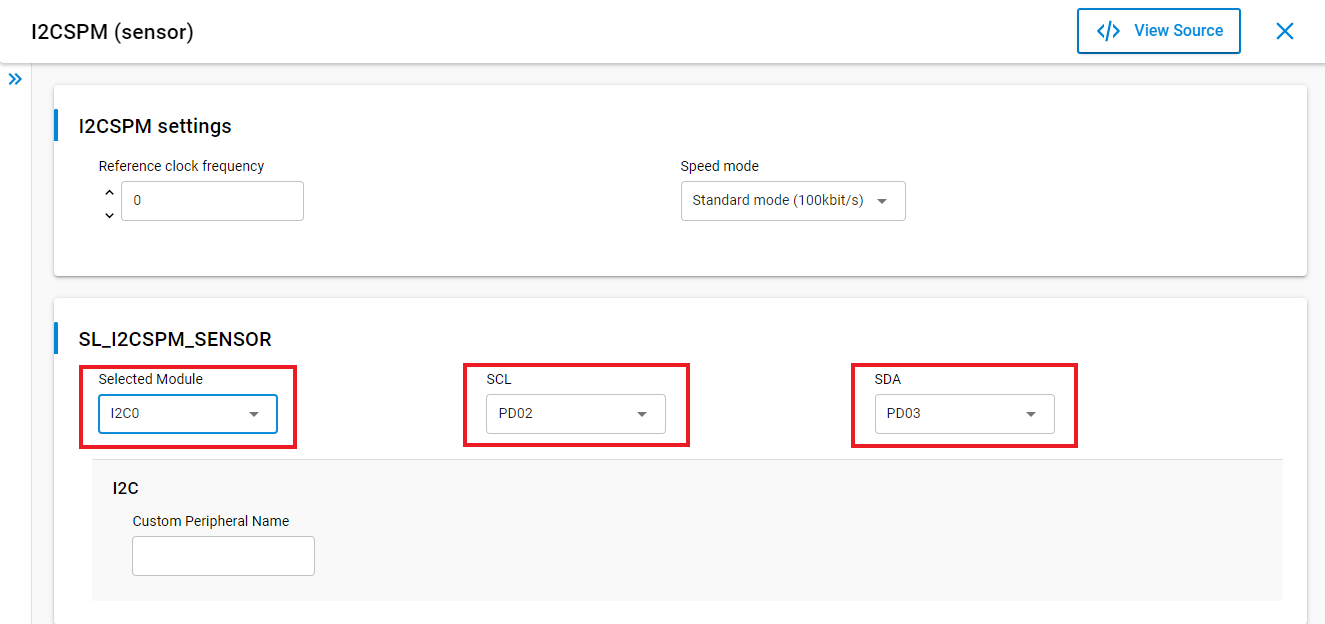 I2CSPM (sensor)
</> View Source
I2CSPM settings
Reference clock frequency
Speed mode
0
Standard mode (100kbit/s)
SL_I2CSPM_SENSOR
Selected Module
SCL
SDA
I2C0
PD02
PD03
I2C
Custom Peripheral Name